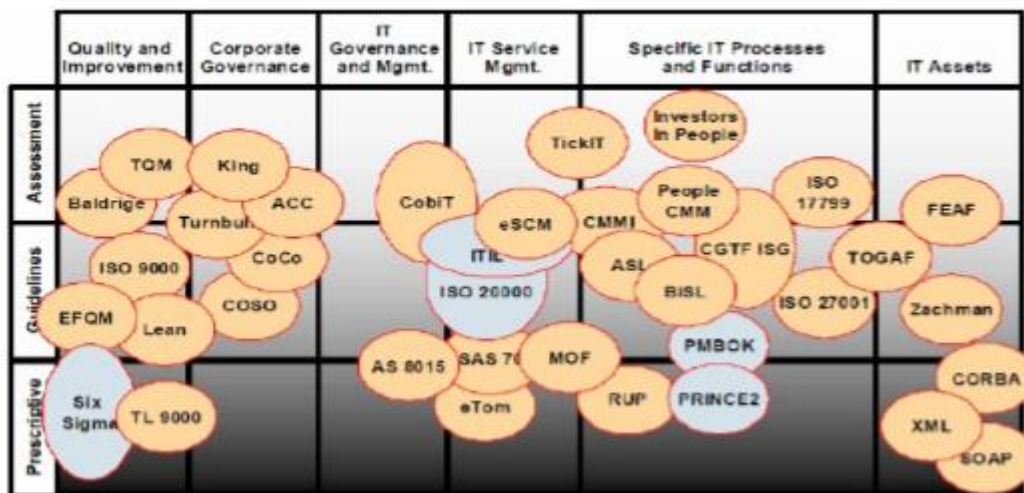 Quality and
Improvement
Corporate
Governance
IT
Governance
and Mgmt.
IT Service
Mgmt.
Specific IT Processes
and Functions
IT Assets
Assessment
TQM
King
Baldrige
Turnbull
ACC
CobIT
TickIT
Investors
In People
eSCM
CMMI
People
CMM
ISO
17799
FEAF
Guidelines
ISO 9000
CoCo
ITIL
ASL
CGTF ISG
TOGAF
EFQM
Lean
COSO
ISO 20000
BiSL
ISO 27001
Zachman
AS 8015
SAS 70
MOF
PMBOK
Prescriptive
Six
Sigma
TL 9000
eTom
RUP
PRINCE2
CORBA
XML
SOAP